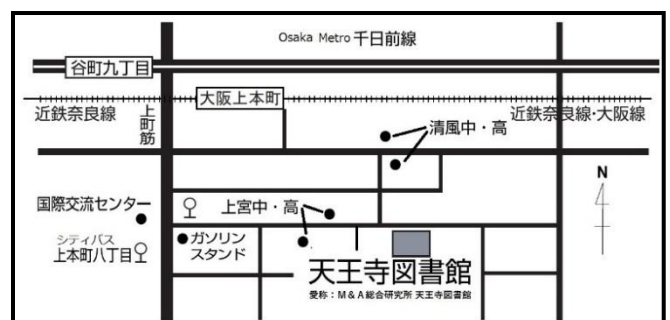 Osaka Metro 千日前線
谷町九丁目
大阪上本町
近鉄奈良線
上町筋
近鉄奈良線・大阪線
清風中・高
N
国際交流センター
上宮中・高
シティバス
上本町八丁目
ガソリン
スタンド
天王寺図書館
愛称:M&A総合研究所 天王寺図書館